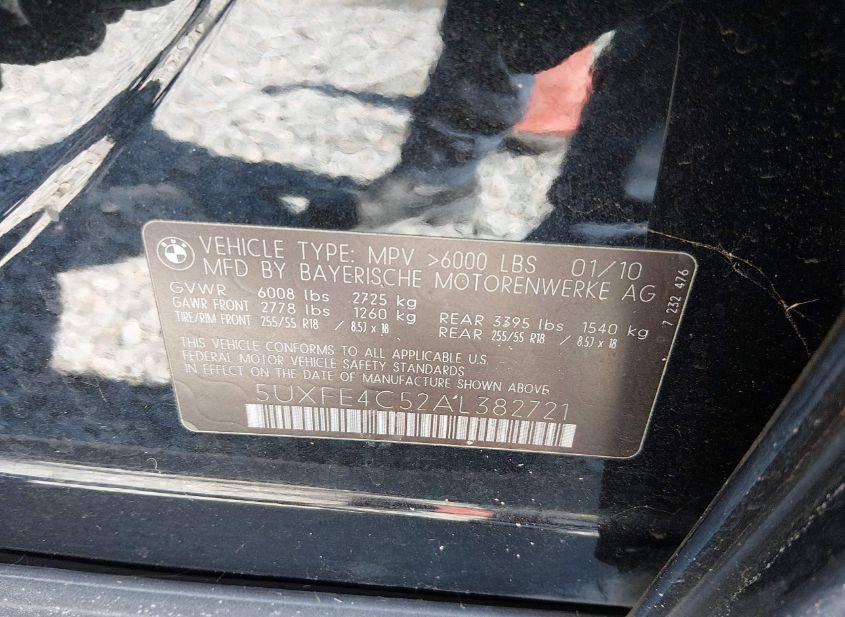 BMW
VEHICLE TYPE: MPV >6000 LBS 01/10
MFD BY BAYERISCHE MOTORENWERKE AG
GVWR 6008 lbs 2725 kg
GAWR FRONT 2778 lbs 1260 kg REAR 3395 lbs 1540 kg
TIRE/RIM FRONT 255/55 R18 / 8.5J x 18 REAR 255/55 R18 / 8.5J x 18
THIS VEHICLE CONFORMS TO ALL APPLICABLE U.S.
FEDERAL MOTOR VEHICLE SAFETY STANDARDS
IN EFFECT ON THE DATE OF MANUFACTURE SHOWN ABOVE.
5UXFE4C52AL382721
7 232 476